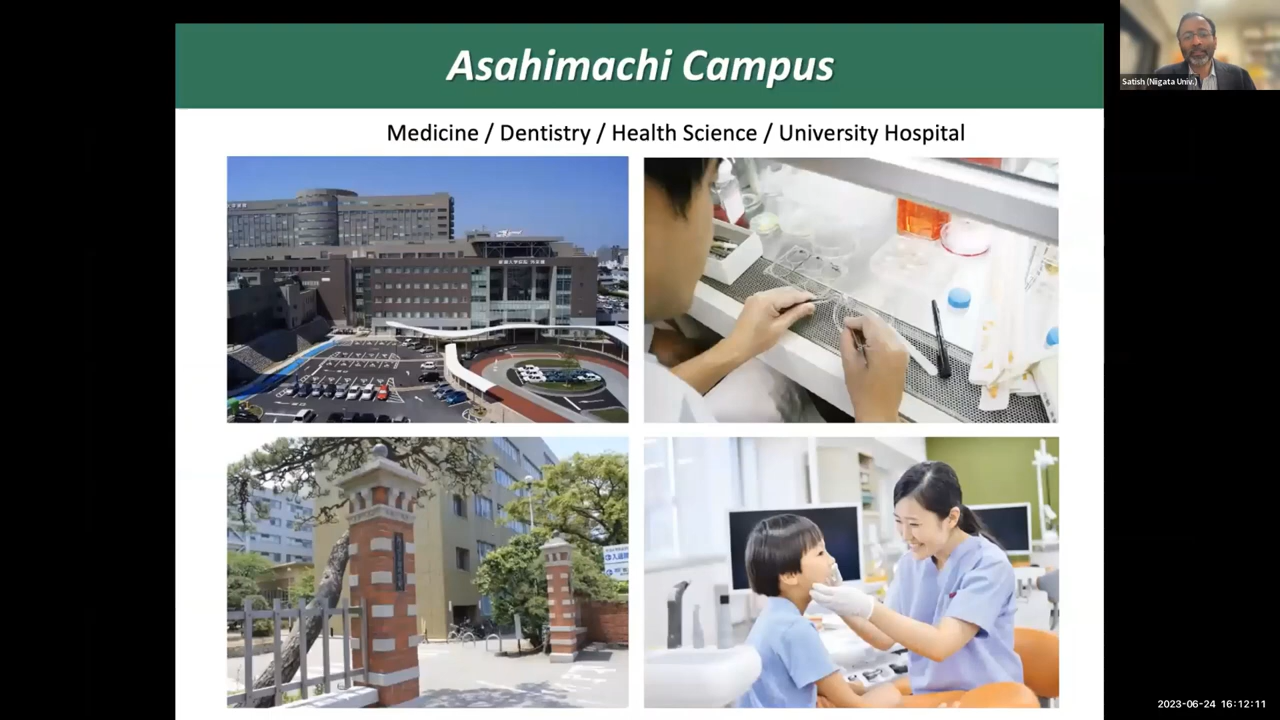 Asahimachi Campus
Satish (Niigata Univ.)
Medicine / Dentistry / Health Science / University Hospital
2023-06-24 16:12:11